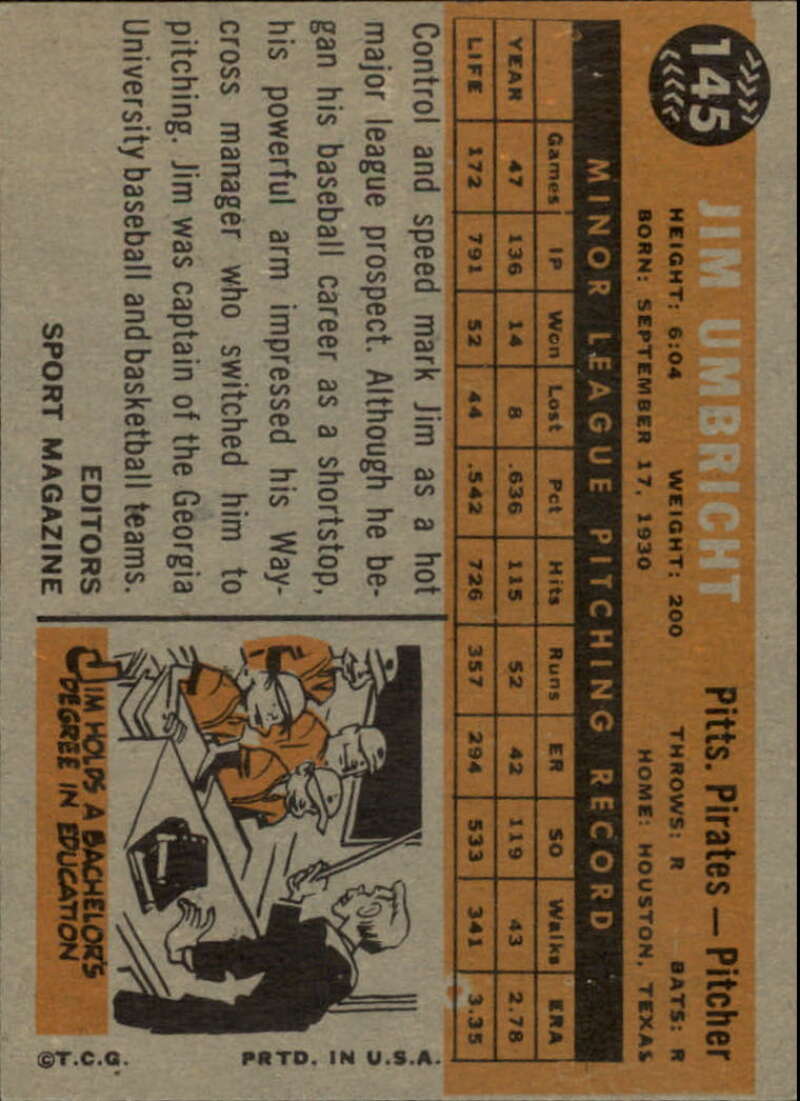 145
JIM UMBRICHT Pitts. Pirates — Pitcher
HEIGHT: 6:04 WEIGHT: 200 THROWS: R BATS: R
BORN: SEPTEMBER 17, 1930 HOME: HOUSTON, TEXAS
MINOR LEAGUE PITCHING RECORD
Games IP Won Lost Pct Hits Runs ER SO Walks ERA
YEAR 47 136 14 8 .636 115 52 42 119 43 2.78
LIFE 172 791 52 44 .542 726 357 294 533 341 3.35
Control and speed mark Jim as a hot
major league prospect. Although he be-
gan his baseball career as a shortstop,
his powerful arm impressed his Way-
cross manager who switched him to
pitching. Jim was captain of the Georgia
University baseball and basketball teams.
EDITORS
SPORT MAGAZINE
JIM HOLDS A BACHELOR'S
DEGREE IN EDUCATION
PRTD. IN U.S.A.
©T.C.G.